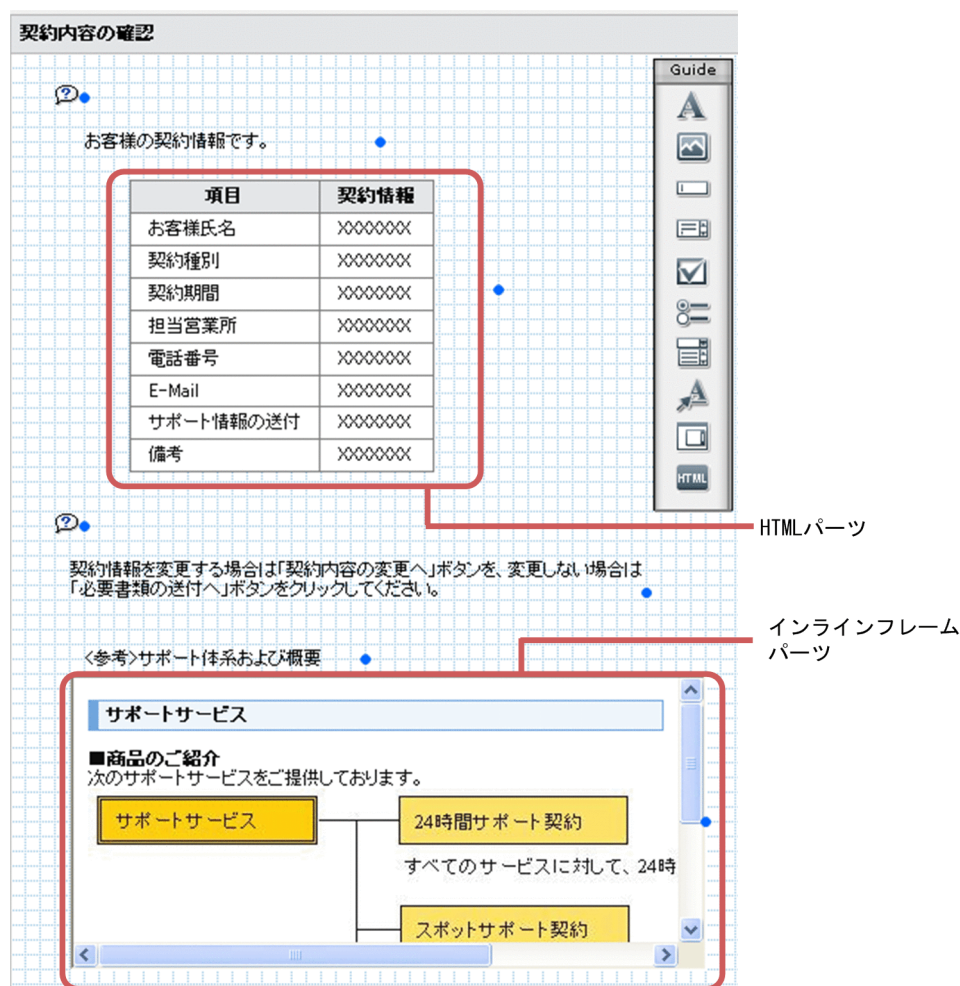 契約内容の確認
Guide
お客様の契約情報です。
項目 契約情報
お客様氏名 XXXXXXX
契約種別 XXXXXXX
契約期間 XXXXXXX
担当営業所 XXXXXXX
電話番号 XXXXXXX
E-Mail XXXXXXX
サポート情報の送付 XXXXXXX
備考 XXXXXXX
HTML
HTMLパーツ
契約情報を変更する場合は「契約内容の変更へ」ボタンを、変更しない場合は
「必要書類の送付へ」ボタンをクリックしてください。
インラインフレーム
パーツ
<参考>サポート体系および概要
サポートサービス
■商品のご紹介
次のサポートサービスをご提供しております。
サポートサービス
24時間サポート契約
すべてのサービスに対して、24時
スポットサポート契約